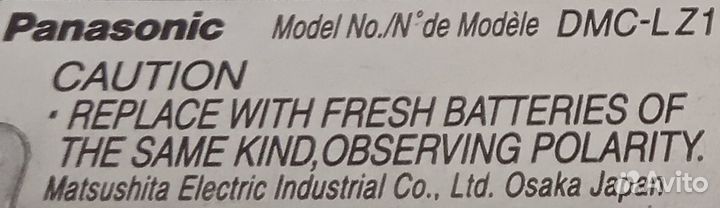 Panasonic Model No./N° de Modèle DMC-LZ1
CAUTION
· REPLACE WITH FRESH BATTERIES OF
THE SAME KIND, OBSERVING POLARITY.
Matsushita Electric Industrial Co., Ltd. Osaka Japan
Avito